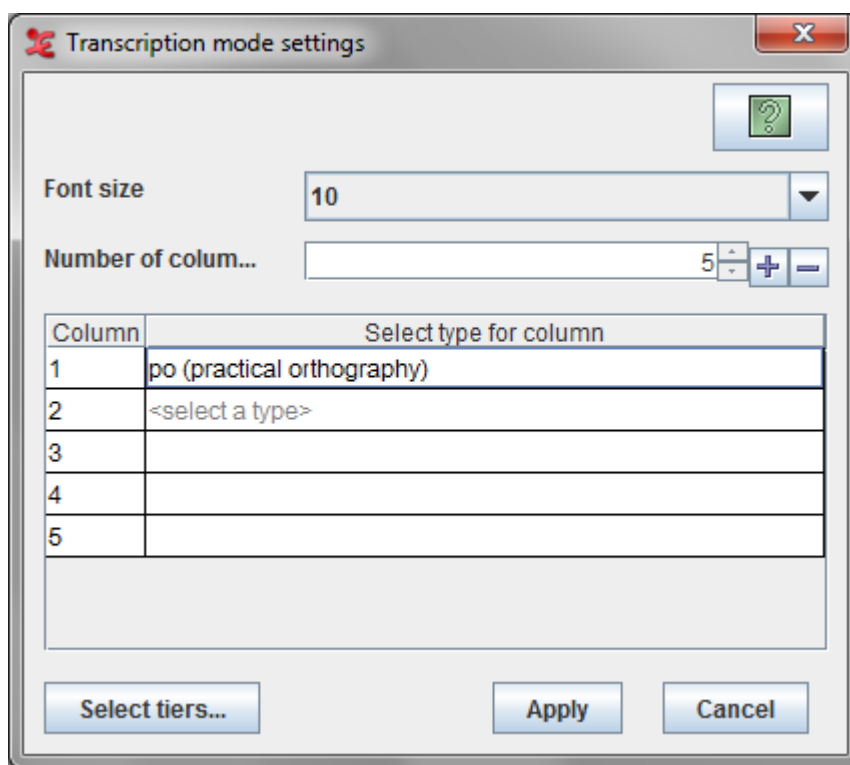 Transcription mode settings
Font size 10
Number of colum... 5
Column Select type for column
1 po (practical orthography)
2 <select a type>
3
4
5
Select tiers... Apply Cancel